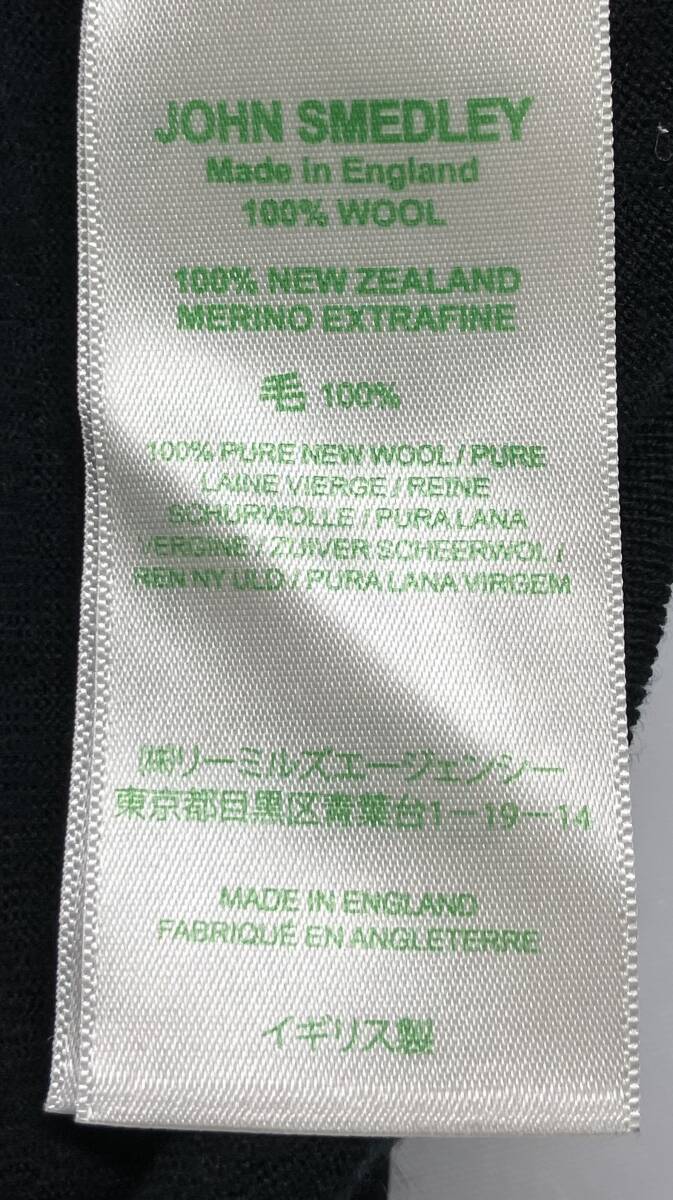 JOHN SMEDLEY
Made in England
100% WOOL
100% NEW ZEALAND
MERINO EXTRAFINE
毛 100%
100% PURE NEW WOOL / PURE
LAINE VIERGE / REINE
SCHURWOLLE / PURA LANA
VERGINE / ZUIVER SCHEERWOL /
REN NY ULD / PURA LANA VIRGEM
(株)リーミルズエージェンシー
東京都目黒区青葉台1-19-14
MADE IN ENGLAND
FABRIQUÉ EN ANGLETERRE
イギリス製